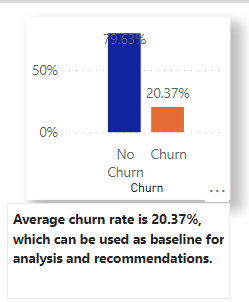 79.63%
50%
20.37%
0%
No Churn
Churn
Churn
...
Average churn rate is 20.37%,
which can be used as baseline for
analysis and recommendations.